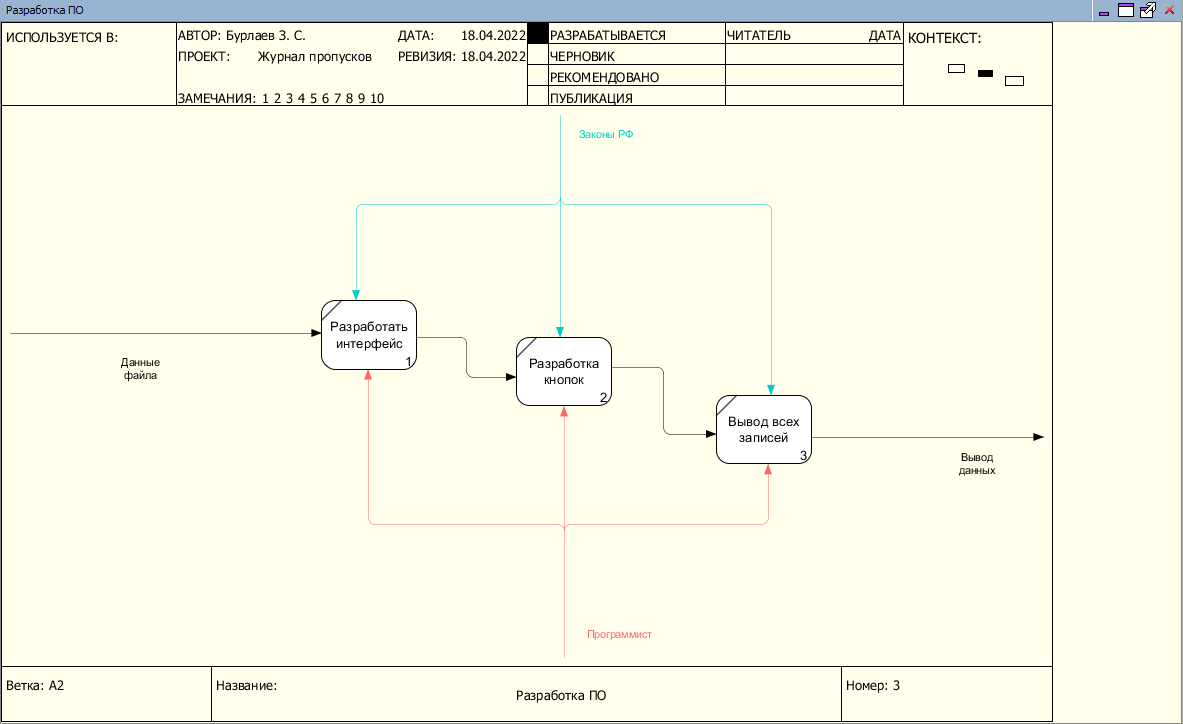 Разработка ПО
ИСПОЛЬЗУЕТСЯ В:
АВТОР: Бурлаев З. С.
ДАТА: 18.04.2022
ПРОЕКТ: Журнал пропусков
РЕВИЗИЯ: 18.04.2022
ЗАМЕЧАНИЯ: 1 2 3 4 5 6 7 8 9 10
РАЗРАБАТЫВАЕТСЯ
ЧЕРНОВИК
РЕКОМЕНДОВАНО
ПУБЛИКАЦИЯ
ЧИТАТЕЛЬ ДАТА
КОНТЕКСТ:
Законы РФ
Данные
файла
Разработать
интерфейс
1
Разработка
кнопок
2
Вывод всех
записей
3
Вывод
данных
Программист
Ветка: A2
Название:
Разработка ПО
Номер: 3